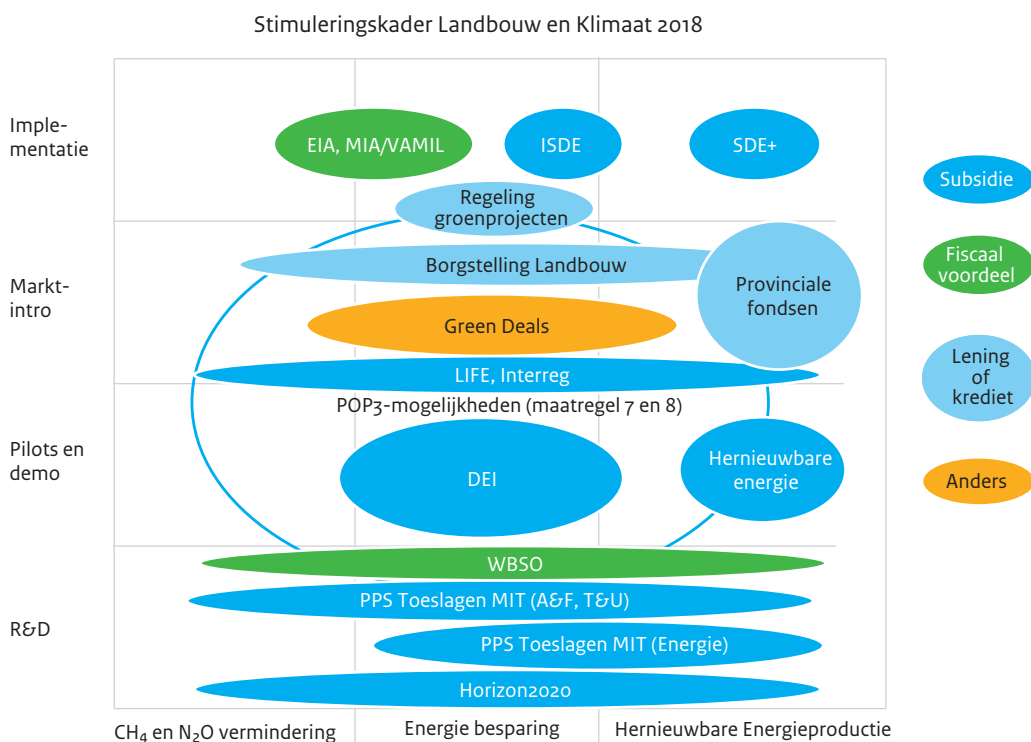 Stimuleringskader Landbouw en Klimaat 2018
Imple-
mentatie
EIA, MIA/VAMIL
ISDE
SDE+
Regeling
groenprojecten
Markt-
intro
Borgstelling Landbouw
Provinciale
fondsen
Green Deals
LIFE, Interreg
POP3-mogelijkheden (maatregel 7 en 8)
Pilots en
demo
DEI
Hernieuwbare
energie
R&D
WBSO
PPS Toeslagen MIT (A&F, T&U)
PPS Toeslagen MIT (Energie)
Horizon2020
CH₄ en N₂O vermindering
Energie besparing
Hernieuwbare Energieproductie
Subsidie
Fiscaal
voordeel
Lening
of
krediet
Anders